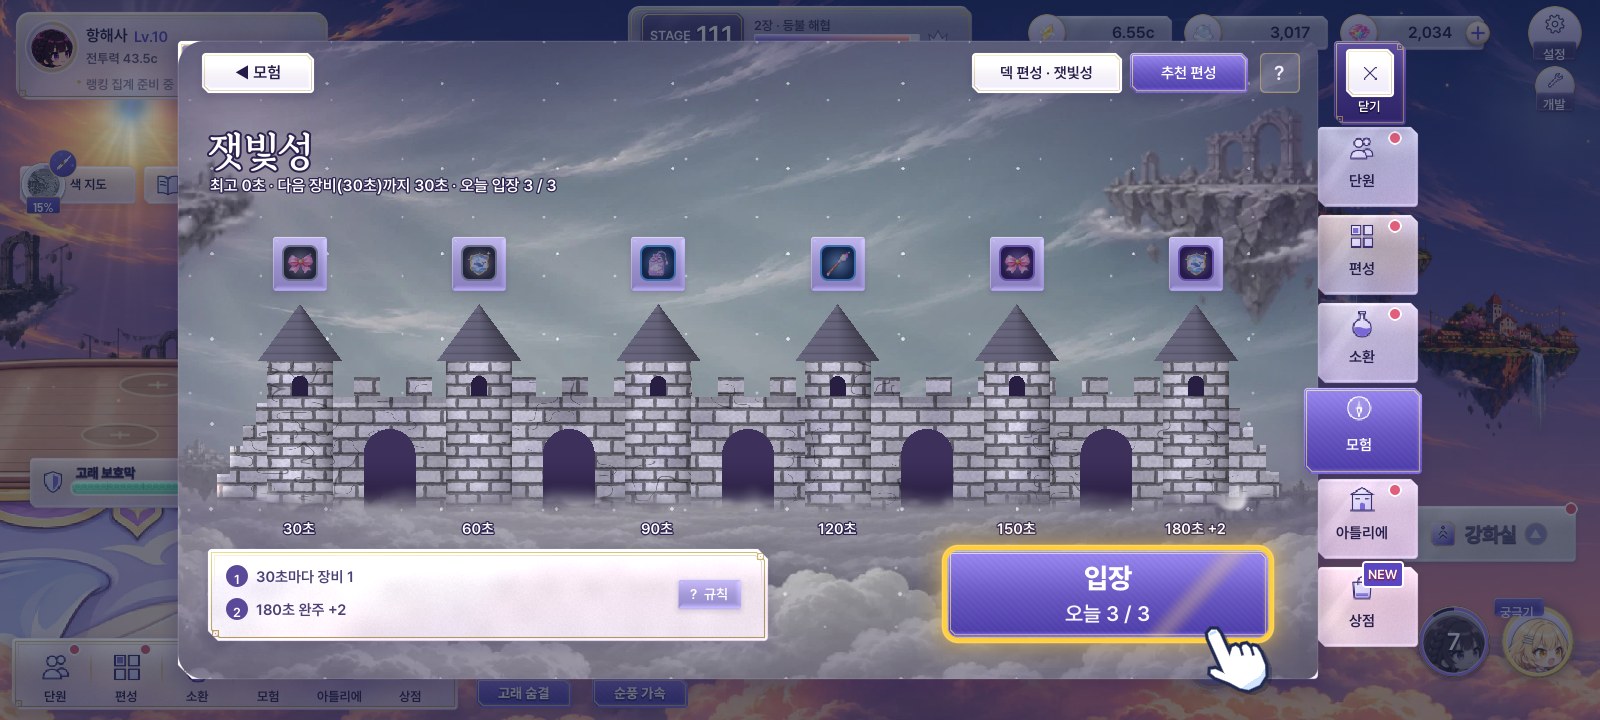 항해사 Lv.10
전투력 43.5c
랭킹 집계 준비 중
STAGE 111
2장 · 등불 해협
6.55c
3,017
2,034
설정
개발
◀ 모험
덱 편성 · 잿빛성
추천 편성
?
닫기
잿빛성
최고 0초 · 다음 장비(30초)까지 30초 · 오늘 입장 3 / 3
색 지도
15%
단원
편성
소환
모험
아틀리에
NEW
상점
고래 보호막
강화실
30초
60초
90초
120초
150초
180초 +2
1 30초마다 장비 1
2 180초 완주 +2
? 규칙
입장
오늘 3 / 3
궁극기
7
단원
편성
소환
모험
아틀리에
상점
고래 숨결
순풍 가속